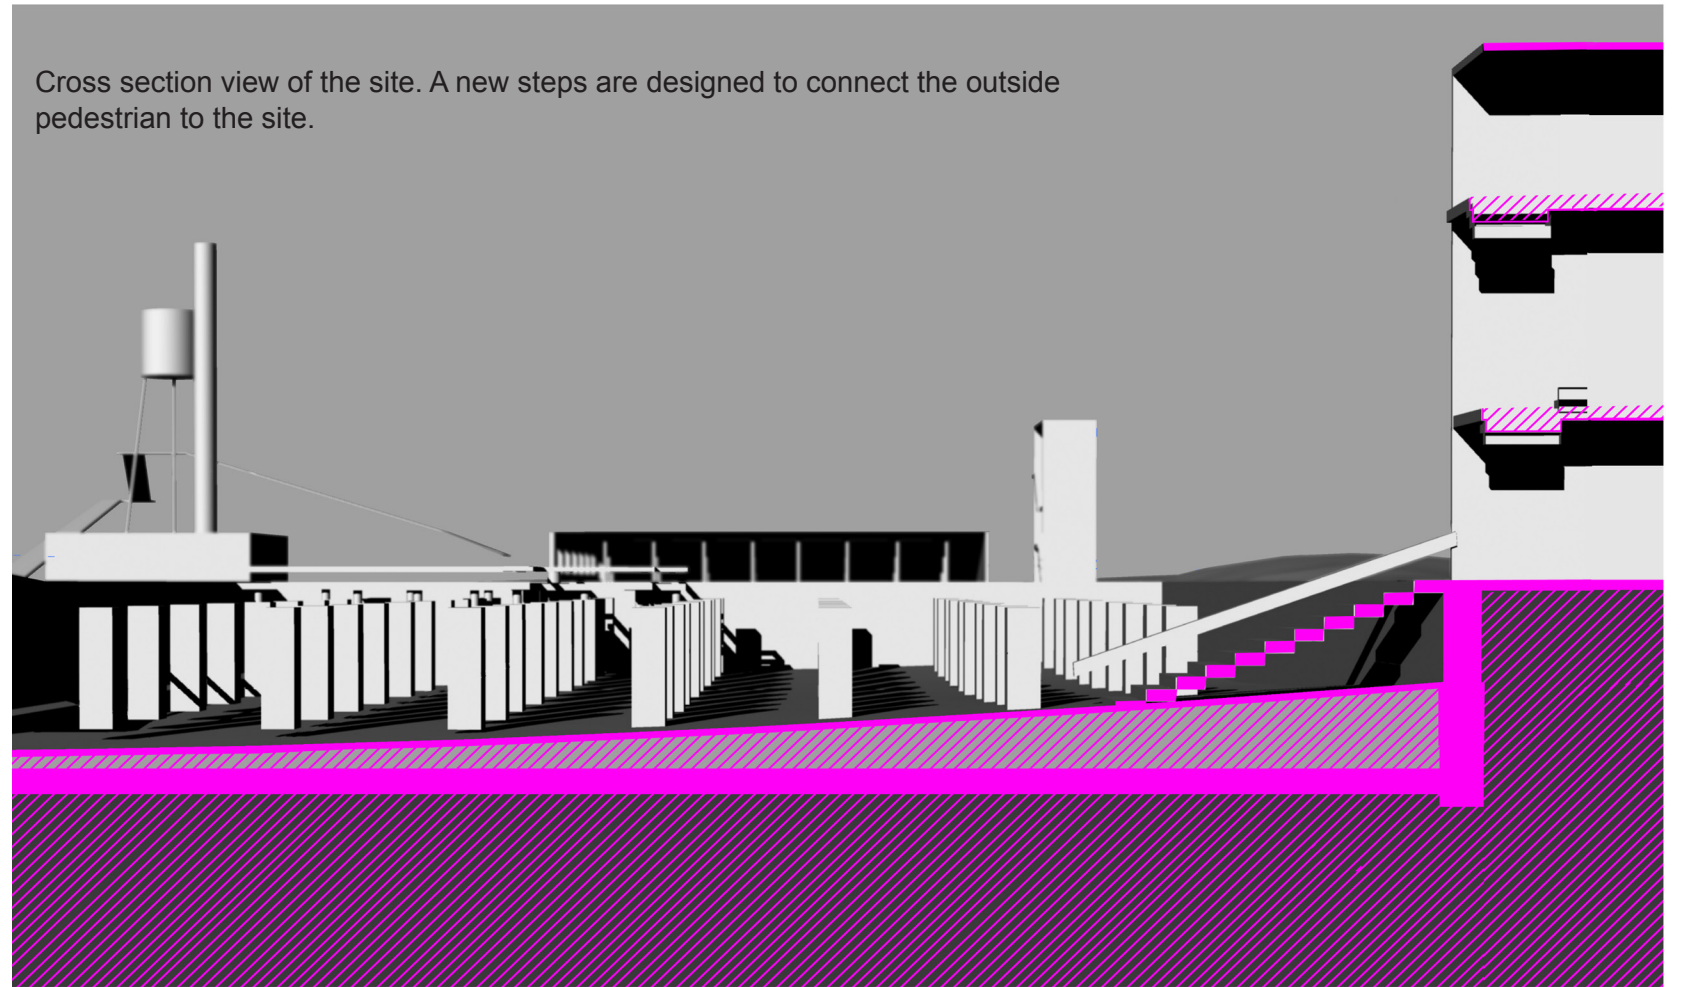 Cross section view of the site. A new steps are designed to connect the outside
pedestrian to the site.